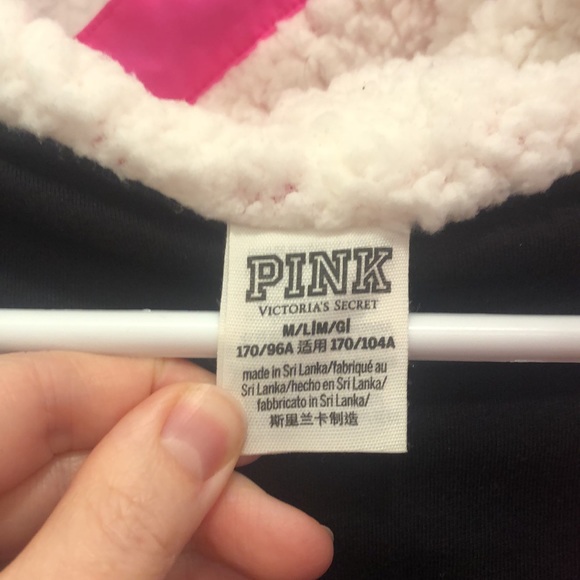 PINK
VICTORIA'S SECRET
M/L|M/G|
170/96A 适用 170/104A
made in Sri Lanka/fabriqué au
Sri Lanka/hecho en Sri Lanka/
fabbricato in Sri Lanka/
斯里兰卡制造